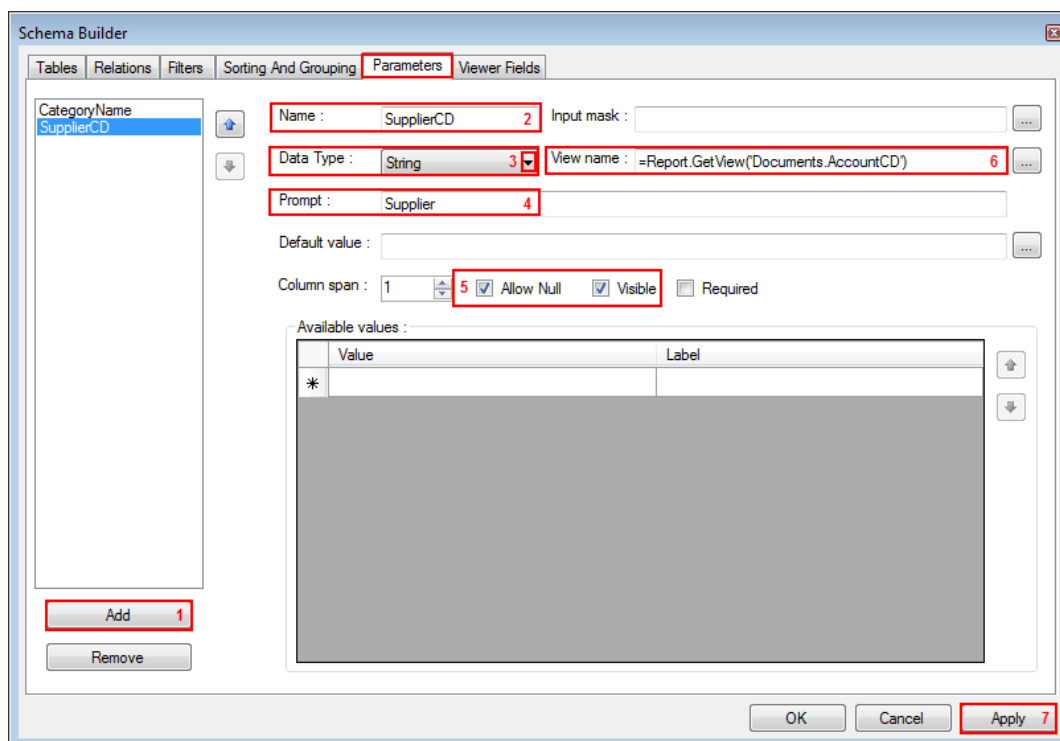 Schema Builder
Tables Relations Filters Sorting And Grouping Parameters Viewer Fields
CategoryName
SupplierCD
Name : SupplierCD 2 Input mask : ...
Data Type : String 3 View name : =Report.GetView('Documents.AccountCD') 6 ...
Prompt : Supplier 4
Default value : ...
Column span : 1 5 Allow Null Visible Required
Available values :
Value Label
Add 1
Remove
OK Cancel Apply 7